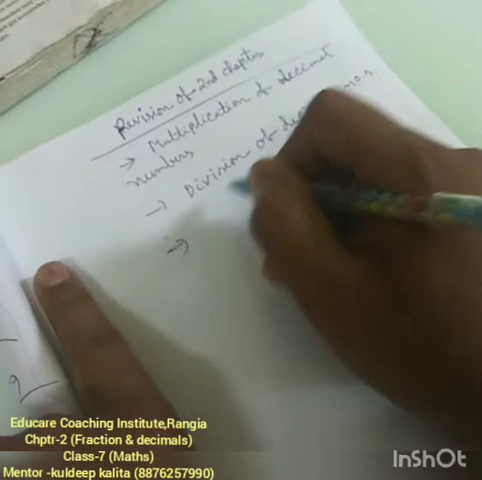 Revision of 2nd chapter
→ Multiplication of decimal
numbers
→ Division of
no.s.
→
Educare Coaching Institute,Rangia
Chptr-2 (Fraction & decimals)
Class-7 (Maths)
Mentor -kuldeep kalita (8876257990)
InShOt